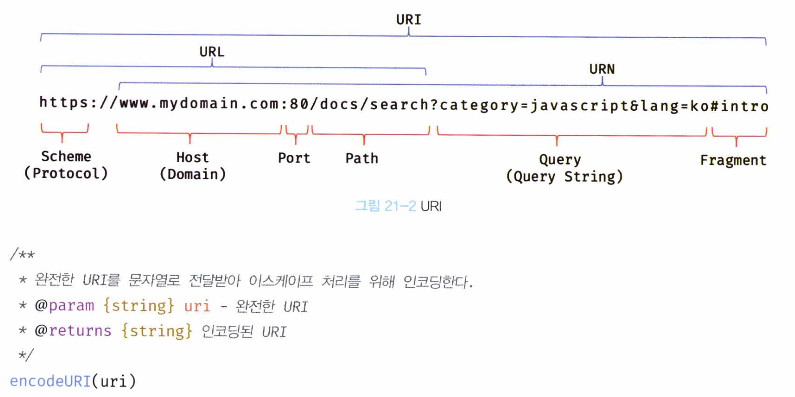 URI
URL
URN
https://www.mydomain.com:80/docs/search?category=javascript&lang=ko#intro
Scheme
(Protocol)
Host
(Domain)
Port
Path
Query
(Query String)
Fragment
그림 21-2 URI
/**
* 완전한 URI를 문자열로 전달받아 이스케이프 처리를 위해 인코딩한다.
* @param {string} uri - 완전한 URI
* @returns {string} 인코딩된 URI
*/
encodeURI(uri)